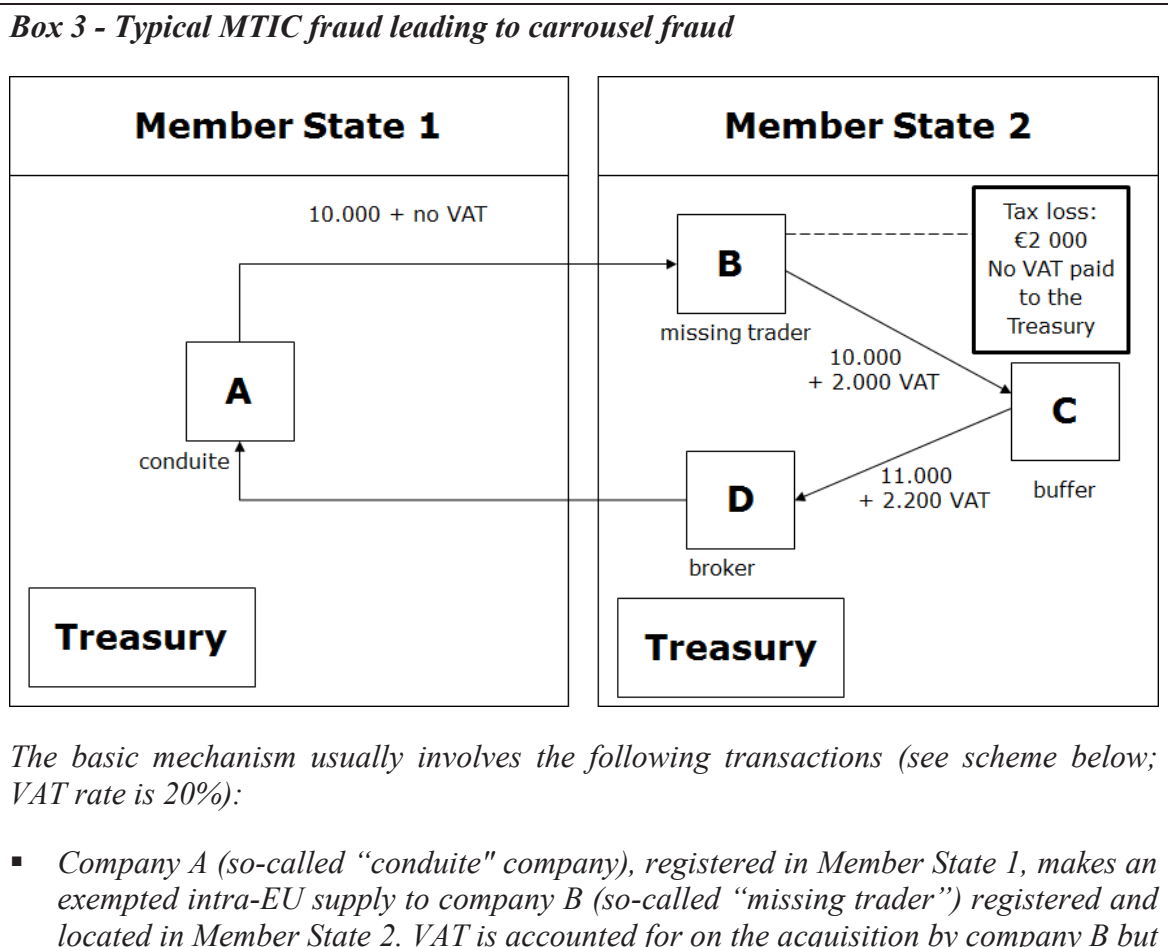 Box 3 - Typical MTIC fraud leading to carrousel fraud
Member State 1
Member State 2
10.000 + no VAT
Tax loss:
€2 000
No VAT paid
to the
Treasury
B
missing trader
10.000
+ 2.000 VAT
A
conduite
C
buffer
11.000
+ 2.200 VAT
D
broker
Treasury
Treasury
The basic mechanism usually involves the following transactions (see scheme below;
VAT rate is 20%):
▪ Company A (so-called “conduite" company), registered in Member State 1, makes an
exempted intra-EU supply to company B (so-called “missing trader”) registered and
located in Member State 2. VAT is accounted for on the acquisition by company B but